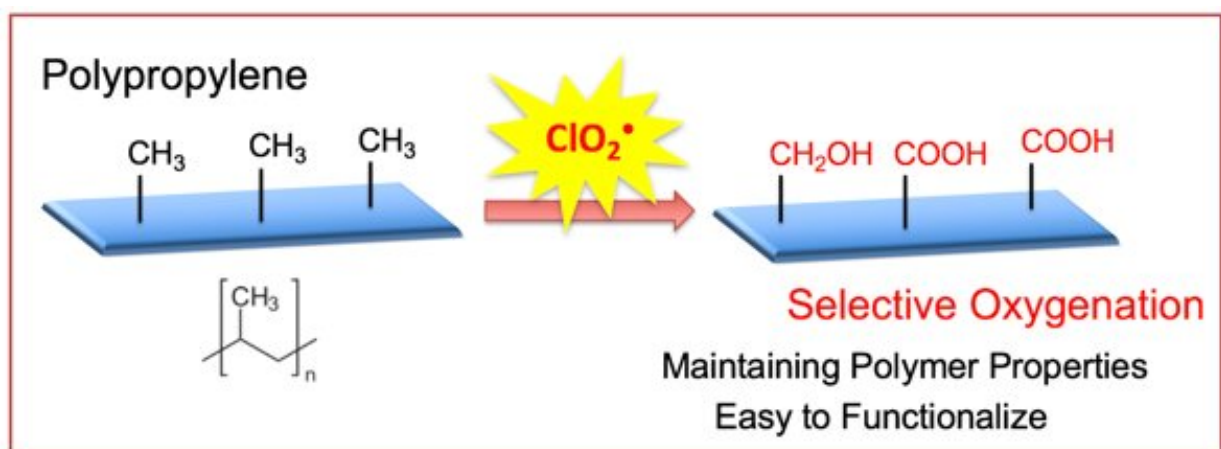 Polypropylene
CH₃ CH₃ CH₃
ClO₂•
CH₂OH COOH COOH
CH₃
n
Selective Oxygenation
Maintaining Polymer Properties
Easy to Functionalize